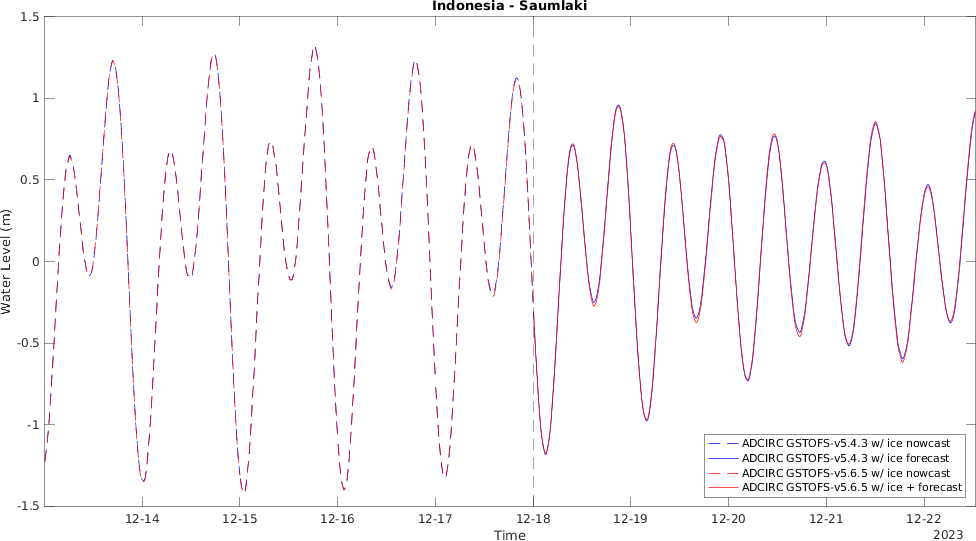 Indonesia - Saumlaki
1.5
1
0.5
0
-0.5
-1
-1.5
Water Level (m)
12-14 12-15 12-16 12-17 12-18 12-19 12-20 12-21 12-22
Time
2023
ADCIRC GSTOFS-v5.4.3 w/ ice nowcast
ADCIRC GSTOFS-v5.4.3 w/ ice forecast
ADCIRC GSTOFS-v5.6.5 w/ ice nowcast
ADCIRC GSTOFS-v5.6.5 w/ ice + forecast